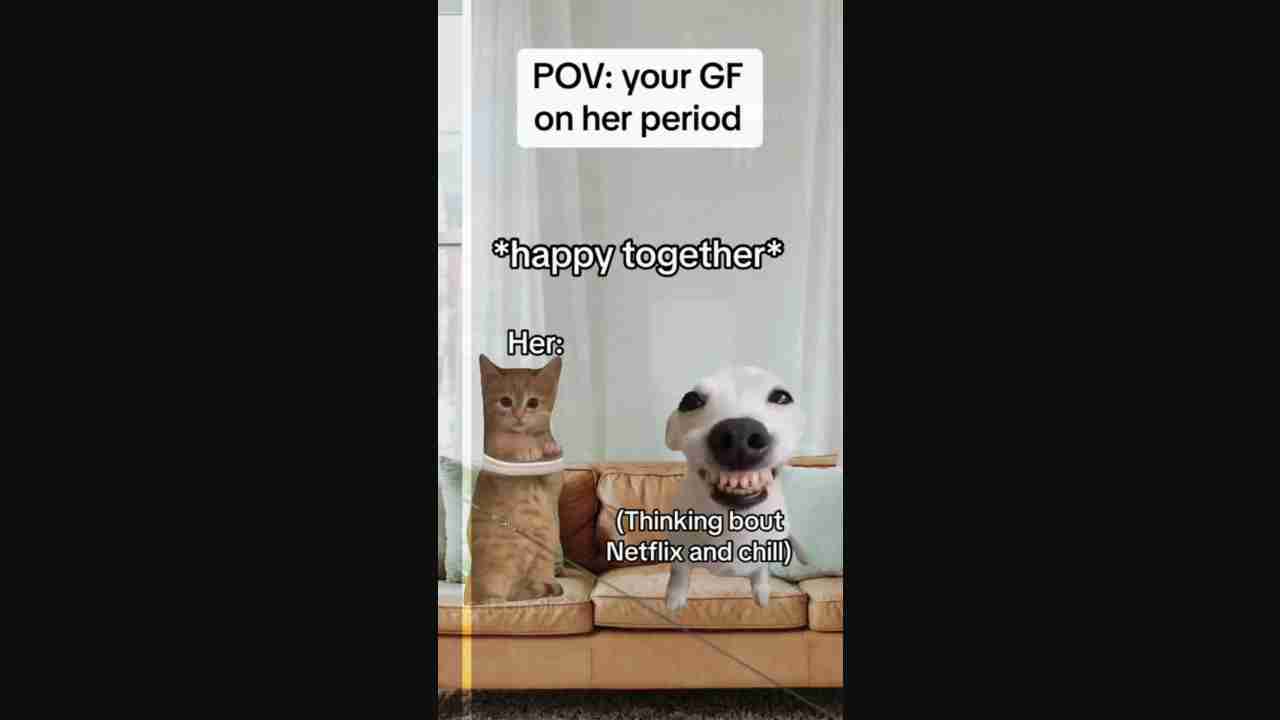 POV: your GF
on her period
*happy together*
Her:
(Thinking bout
Netflix and chill)